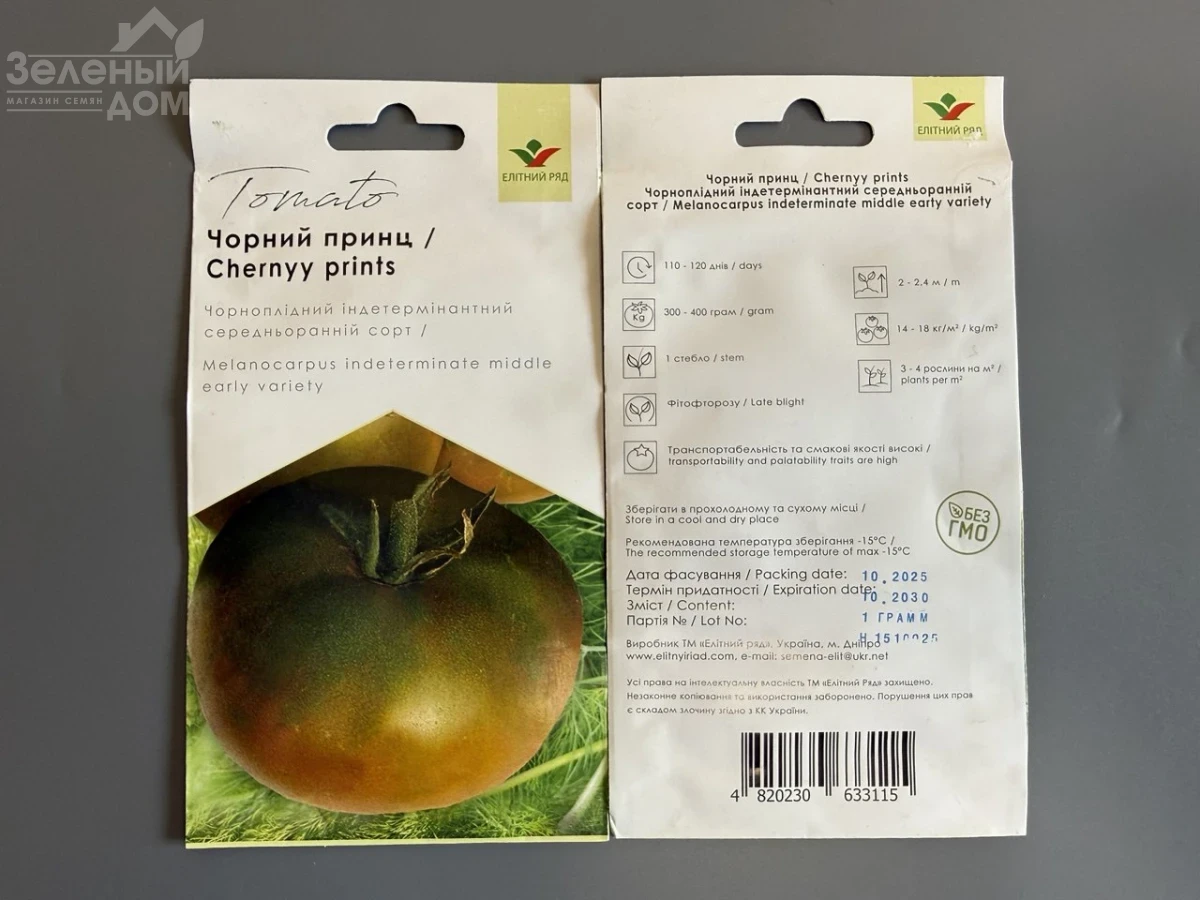 Зеленый
МАГАЗИН СЕМЯН
ДОМ
ЕЛІТНИЙ РЯД
Tomato
Чорний принц /
Chernyy prints
Чорноплідний індетермінантний
середньоранній сорт /
Melanocarpus indeterminate middle
early variety
ЕЛІТНИЙ РЯД
Чорний принц / Chernyy prints
Чорноплідний індетермінантний середньоранній
сорт / Melanocarpus indeterminate middle earty variety
110 - 120 днів / days
2 - 2,4 м / m
Kg
300 - 400 грам / gram
14 - 18 кг/м² / kg/m²
1 стебло / stem
3 - 4 рослини на м² /
plants per m²
Фітофторозу / Late blight
Транспортабельність та смакові якості високі /
transportability and palatability traits are high
Зберігати в прохолодному та сухому місці /
Store in a cool and dry place
БЕЗ
ГМО
Рекомендована температура зберігання -15°C /
The recommended storage temperature of max -15°C
Дата фасування / Packing date: 10.2025
Термін придатності / Expiration date: 10.2030
Зміст / Content: 1 ГРАММ
Партія № / Lot No:
Виробник ТМ «Елітний ряд», Україна, м. Дніпро
www.elitnyiriad.com, e-mail: semena-elit@ukr.net
Усі права на інтелектуальну власність ТМ «Елітний Ряд» захищено.
Незаконне копіювання та використання заборонено. Порушення цих прав
є складом злочину згідно з КК України.
4 820230 633115